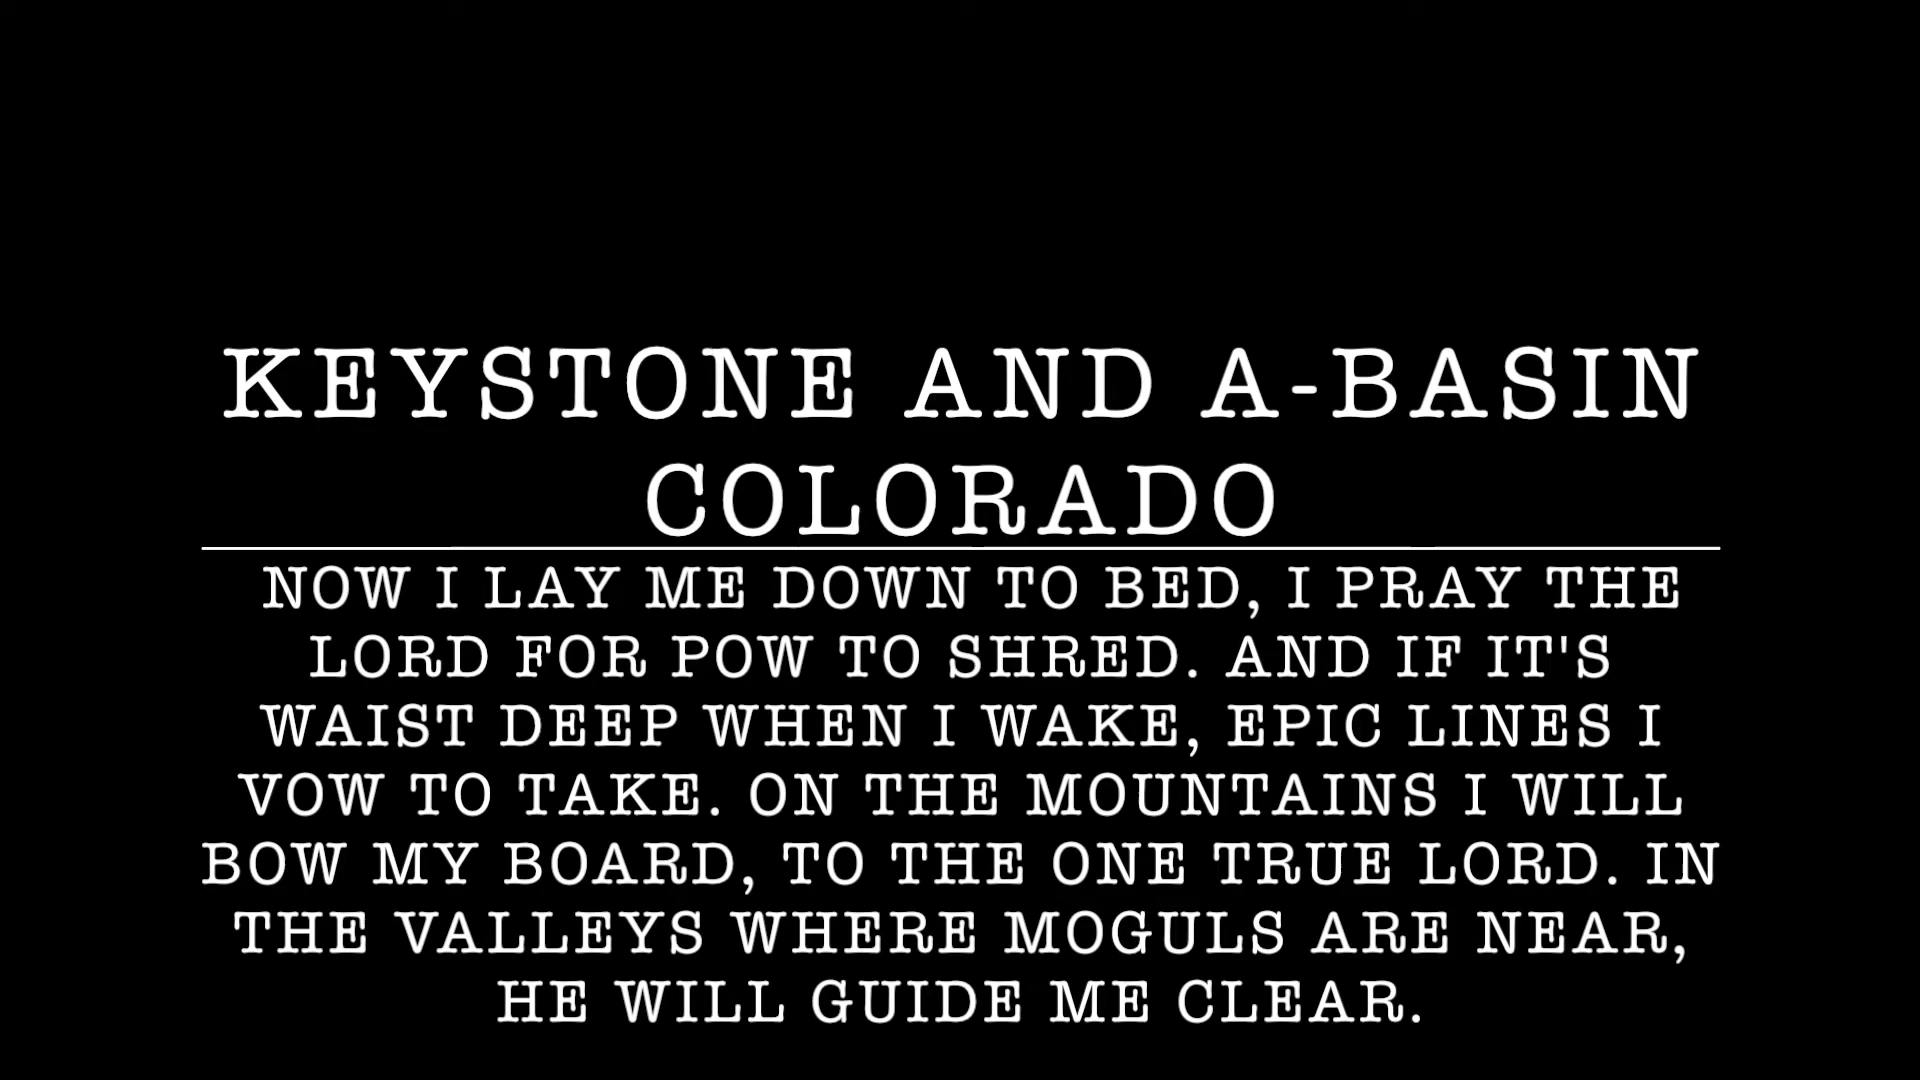 KEYSTONE AND A-BASIN
COLORADO
NOW I LAY ME DOWN TO BED, I PRAY THE
LORD FOR POW TO SHRED. AND IF IT'S
WAIST DEEP WHEN I WAKE, EPIC LINES I
VOW TO TAKE. ON THE MOUNTAINS I WILL
BOW MY BOARD, TO THE ONE TRUE LORD. IN
THE VALLEYS WHERE MOGULS ARE NEAR,
HE WILL GUIDE ME CLEAR.